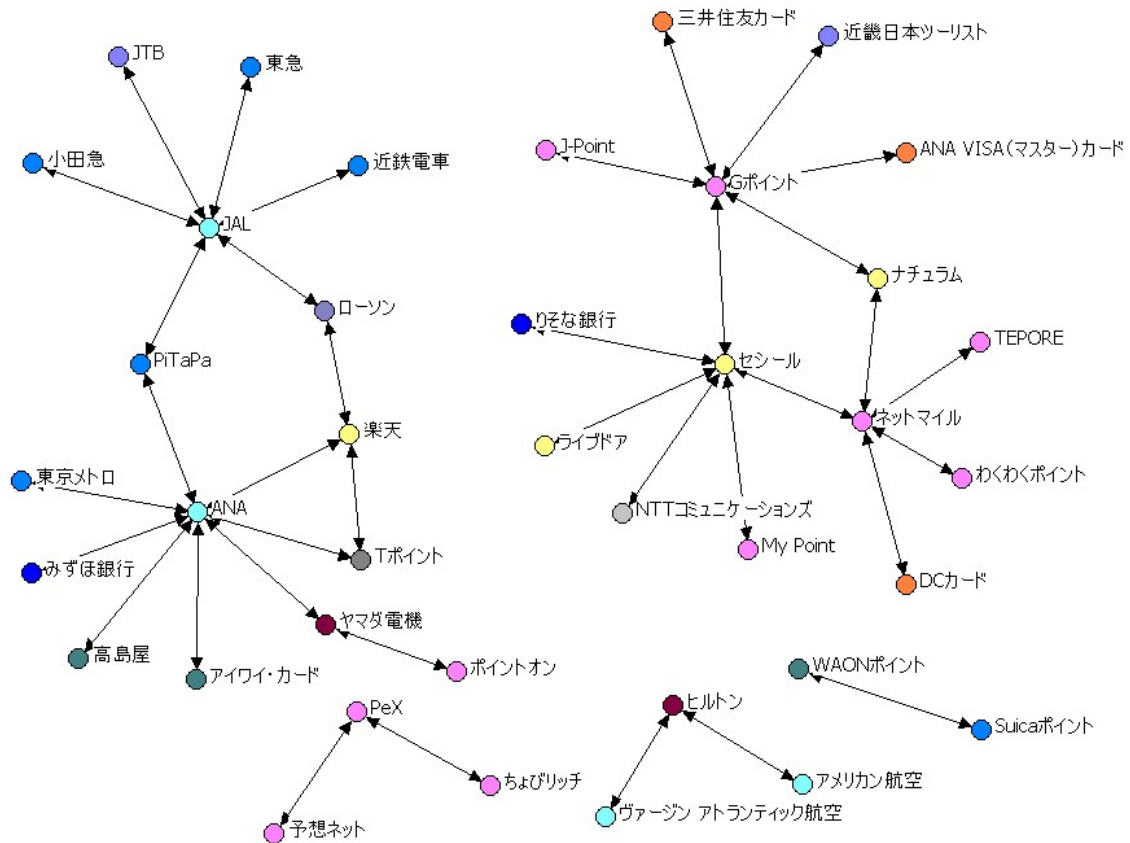 三井住友カード
近畿日本ツーリスト
JTB
東急
J-Point
ANA VISA(マスター)カード
小田急
近鉄電車
Gポイント
JAL
ナチュラム
ローソン
りそな銀行
TEPORE
PiTaPa
セシール
楽天
ネットマイル
ライブドア
東京メトロ
わくわくポイント
ANA
NTTコミュニケーションズ
My Point
Tポイント
みずほ銀行
DCカード
ヤマダ電機
高島屋
アイワイ・カード
ポイントオン
WAONポイント
PeX
ヒルトン
Suicaポイント
ちょびリッチ
アメリカン航空
ヴァージン アトランティック航空
予想ネット